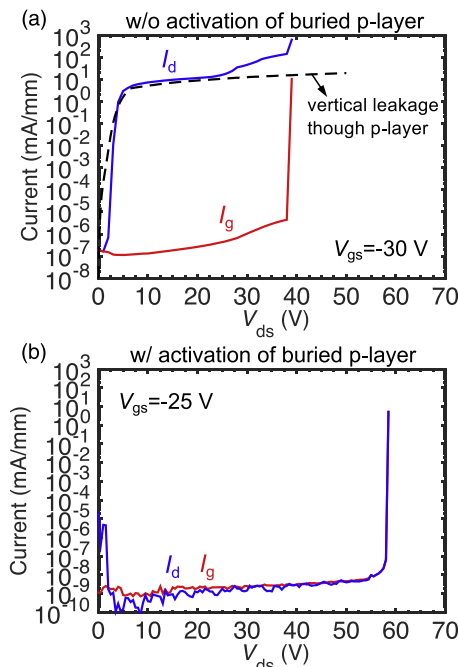 (a) w/o activation of buried p-layer
Current (mA/mm)
10³
10¹
10⁻¹
10⁻²
10⁻³
10⁻⁴
10⁻⁵
10⁻⁶
10⁻⁷
10⁻⁸
I_d
vertical leakage
though p-layer
I_g
V_gs=-30 V
0 10 20 30 40 50 60 70
V_ds (V)
(b) w/ activation of buried p-layer
Current (mA/mm)
10³
10²
10¹
10⁰
10⁻¹
10⁻²
10⁻³
10⁻⁴
10⁻⁵
10⁻⁶
10⁻⁷
10⁻⁸
10⁻⁹
10⁻¹⁰
V_gs=-25 V
I_d I_g
0 10 20 30 40 50 60 70
V_ds (V)